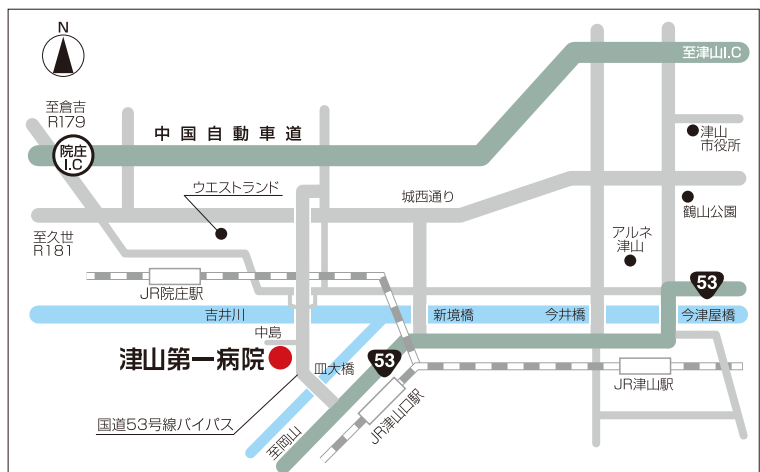 N
至津山I.C
至倉吉
R179
中国自動車道
院庄
I.C
津山
市役所
ウエストランド
城西通り
鶴山公園
至久世
R181
アルネ
津山
53
JR院庄駅
吉井川
新境橋
今井橋
今津屋橋
中島
津山第一病院
皿大橋
53
JR津山駅
JR津山口駅
国道53号線バイパス
至岡山